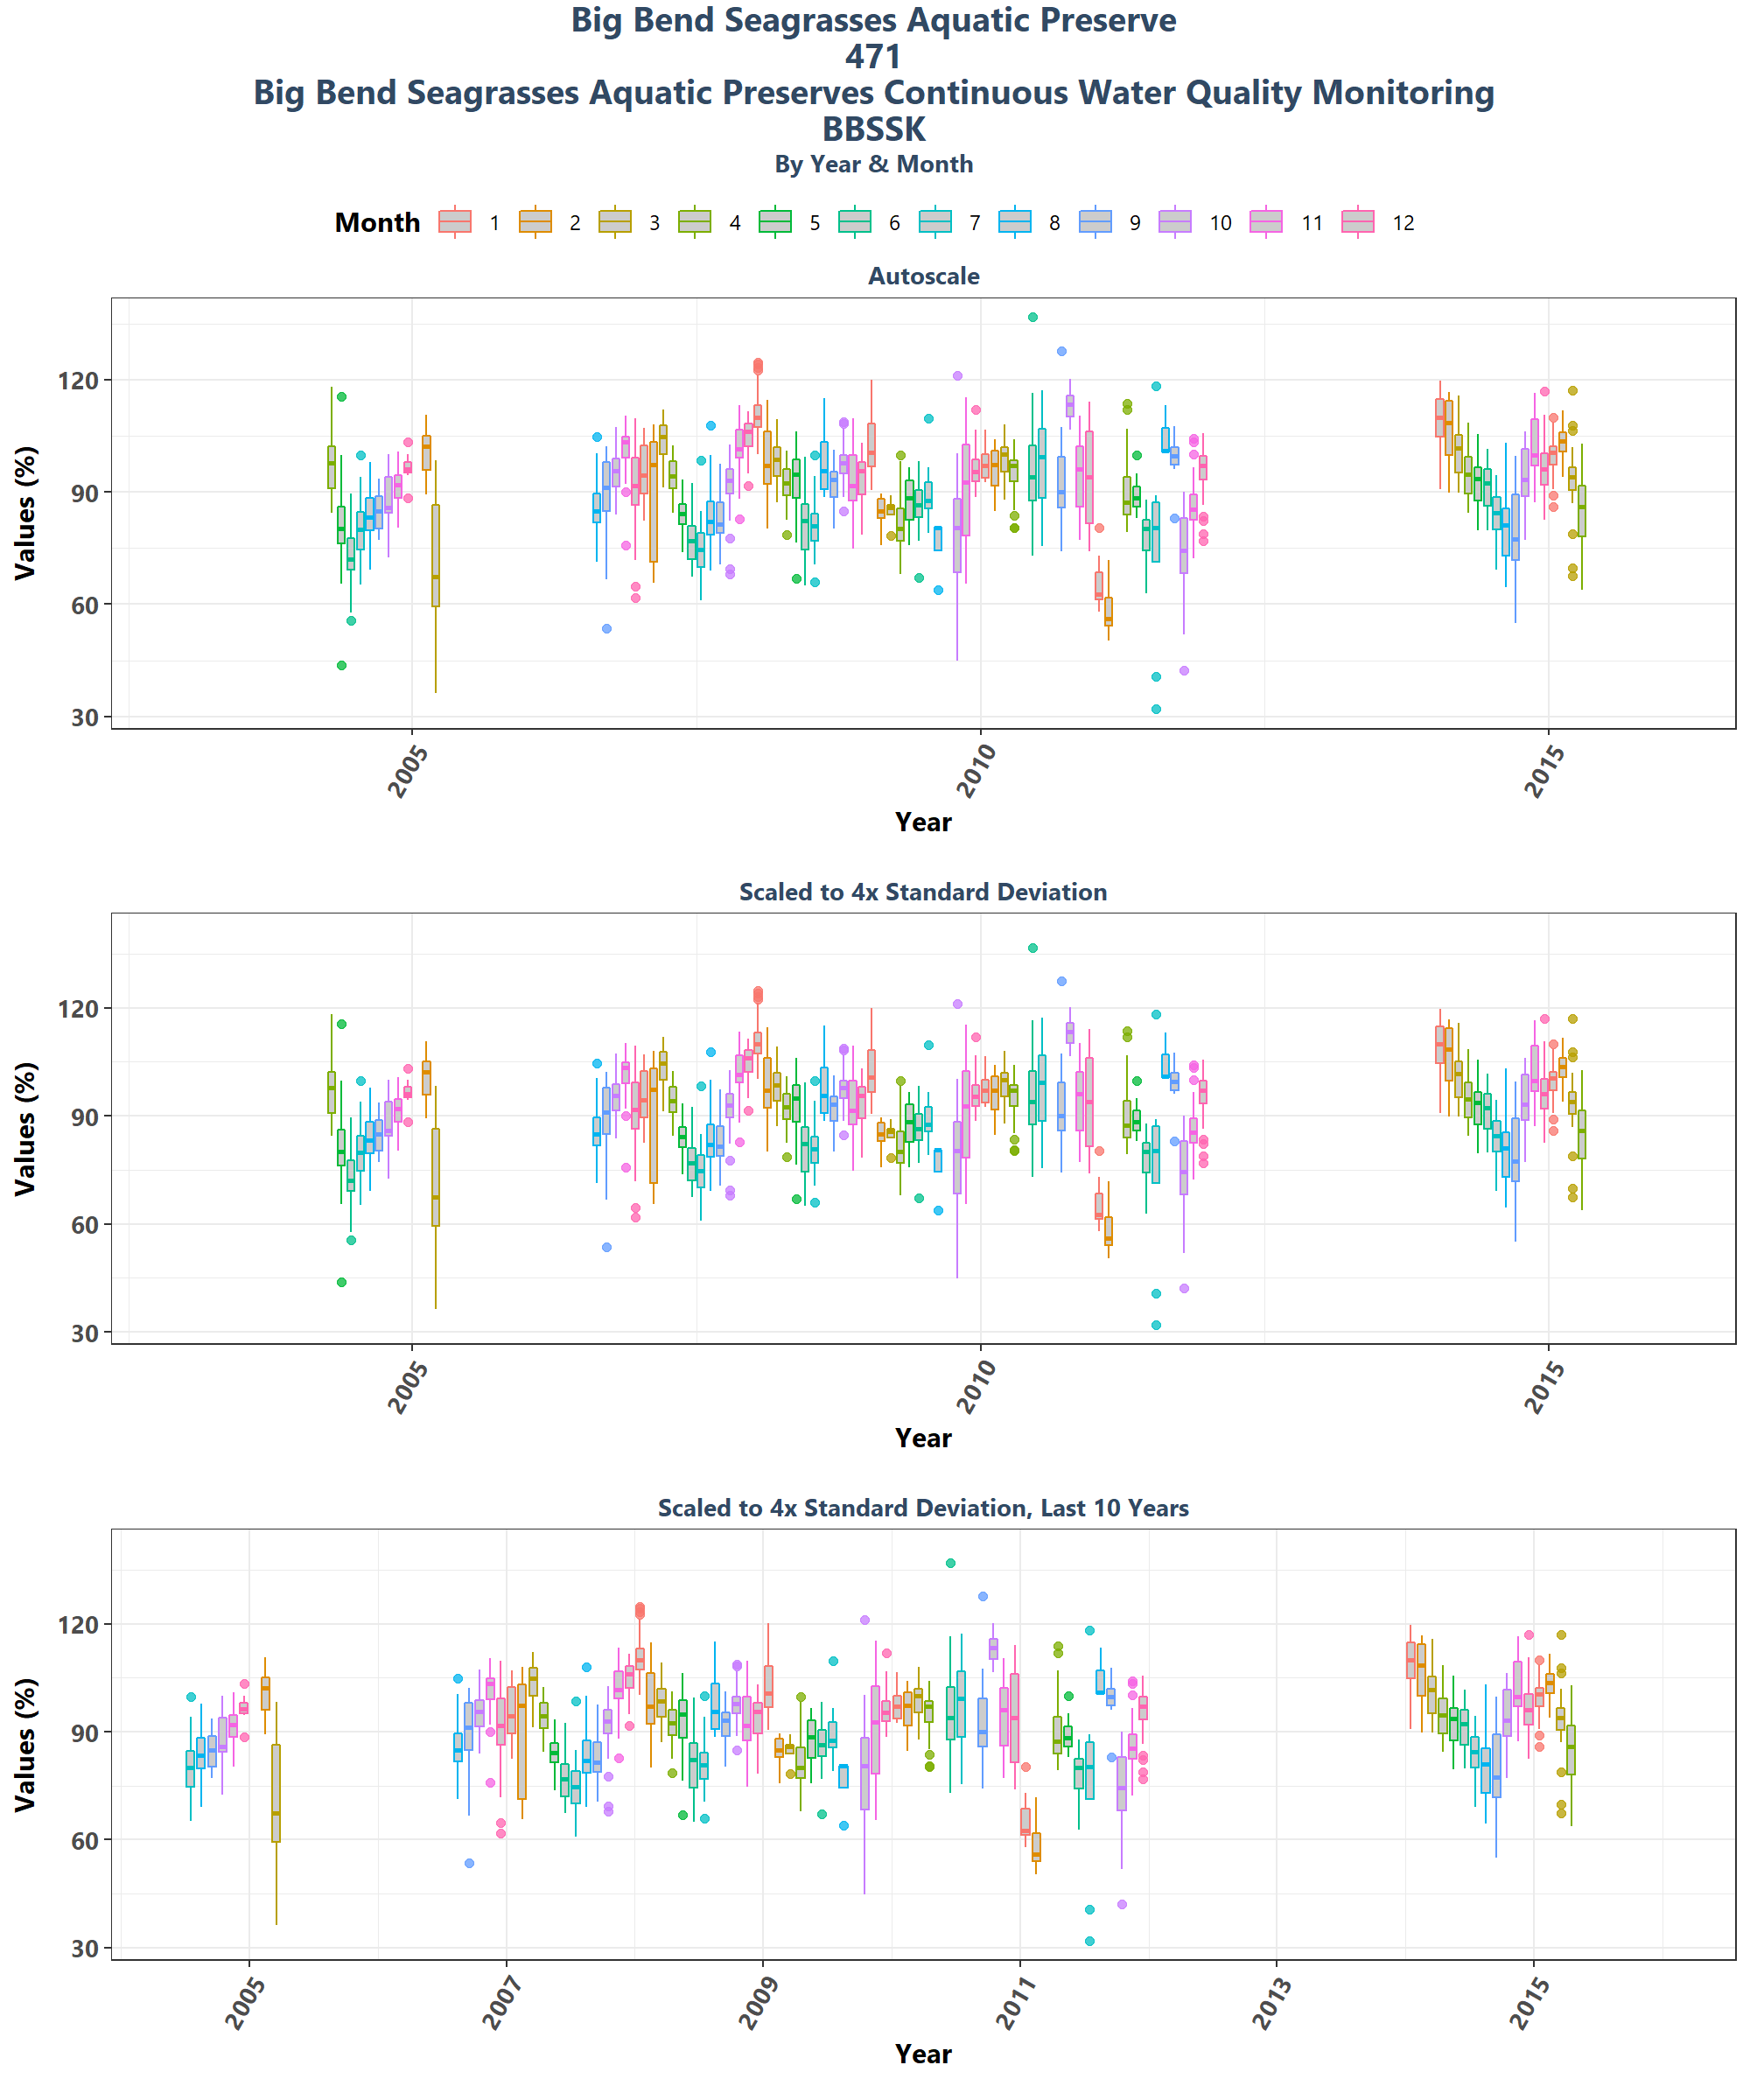 Big Bend Seagrasses Aquatic Preserve
471
Big Bend Seagrasses Aquatic Preserves Continuous Water Quality Monitoring
BBSSK
By Year & Month
Month 1 2 3 4 5 6 7 8 9 10 11 12
Autoscale
Values (%)
120
90
60
30
2005 2010 2015
Year
Scaled to 4x Standard Deviation
Values (%)
120
90
60
30
2005 2010 2015
Year
Scaled to 4x Standard Deviation, Last 10 Years
Values (%)
120
90
60
30
2005 2007 2009 2011 2013 2015
Year